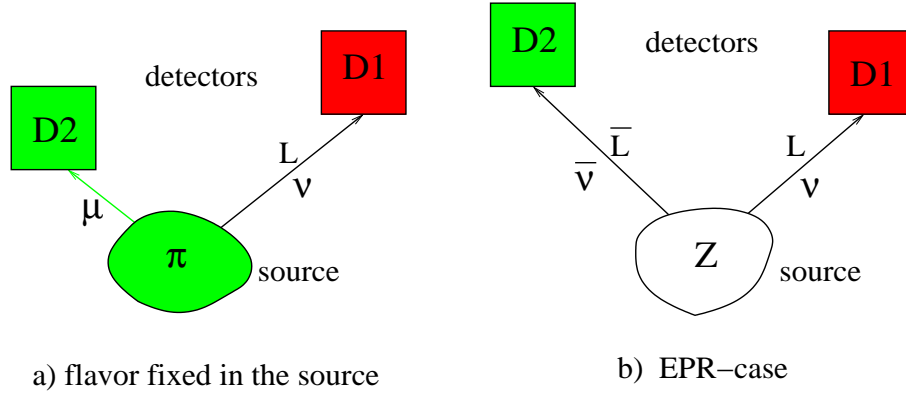 D2
detectors
D1
L
ν
μ
π
source
a) flavor fixed in the source
D2
detectors
D1
L̅
ν̅
L
ν
Z
source
b) EPR−case